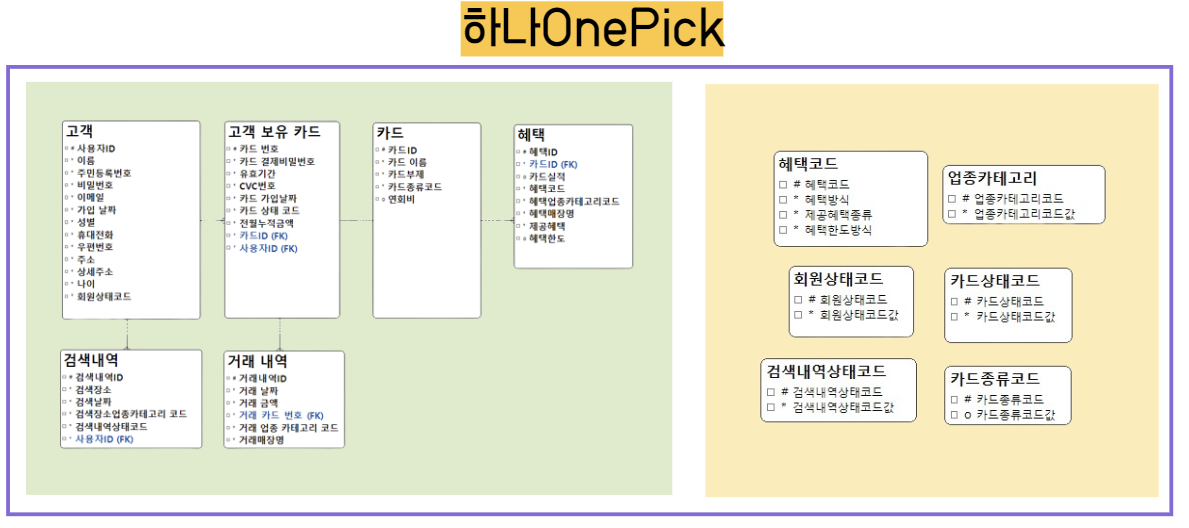 하나OnePick
고객
# 사용자ID
* 이름
* 주민등록번호
* 비밀번호
* 이메일
* 가입 날짜
* 성별
* 휴대전화
* 우편번호
* 주소
* 상세주소
* 나이
* 회원상태코드
고객 보유 카드
# 카드 번호
* 카드 결제비밀번호
* 유효기간
* CVC번호
* 카드 가입날짜
* 카드 상태 코드
* 전월누적금액
* 카드ID (FK)
* 사용자ID (FK)
카드
# 카드ID
* 카드 이름
* 카드부제
* 카드종류코드
o 연회비
혜택
# 혜택ID
* 카드ID (FK)
o 카드실적
* 혜택코드
* 혜택업종카테고리코드
* 혜택매장명
* 제공혜택
o 혜택한도
검색내역
# 검색내역ID
* 검색장소
* 검색날짜
* 검색장소업종카테고리 코드
* 검색내역상태코드
* 사용자ID (FK)
거래 내역
# 거래내역ID
* 거래 날짜
* 거래 금액
* 거래 카드 번호 (FK)
* 거래 업종 카테고리 코드
* 거래매장명
혜택코드
# 혜택코드
* 혜택방식
* 제공혜택종류
* 혜택한도방식
업종카테고리
# 업종카테고리코드
* 업종카테고리코드값
회원상태코드
# 회원상태코드
* 회원상태코드값
카드상태코드
# 카드상태코드
* 카드상태코드값
검색내역상태코드
# 검색내역상태코드
* 검색내역상태코드값
카드종류코드
# 카드종류코드
o 카드종류코드값